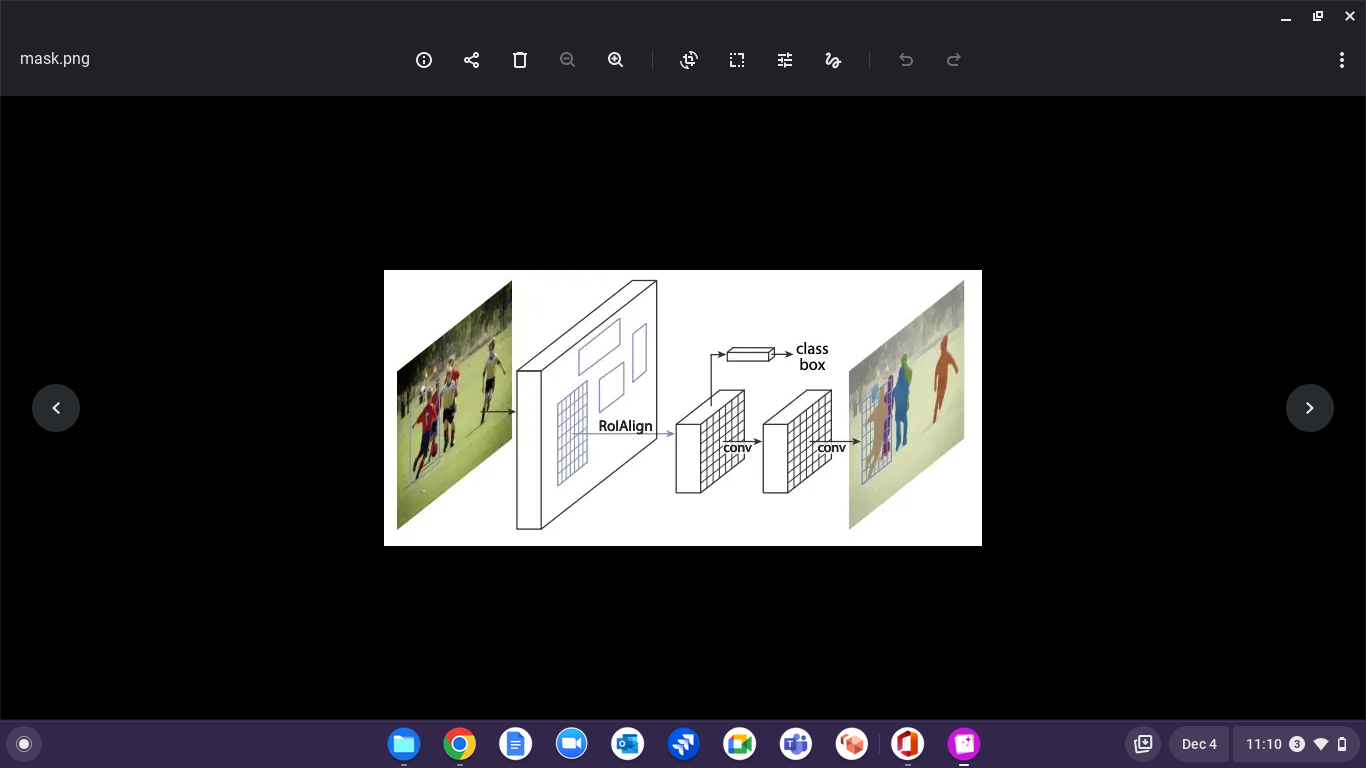 mask.png
class
box
RoIAlign
conv
conv
Dec 4
11:10
3